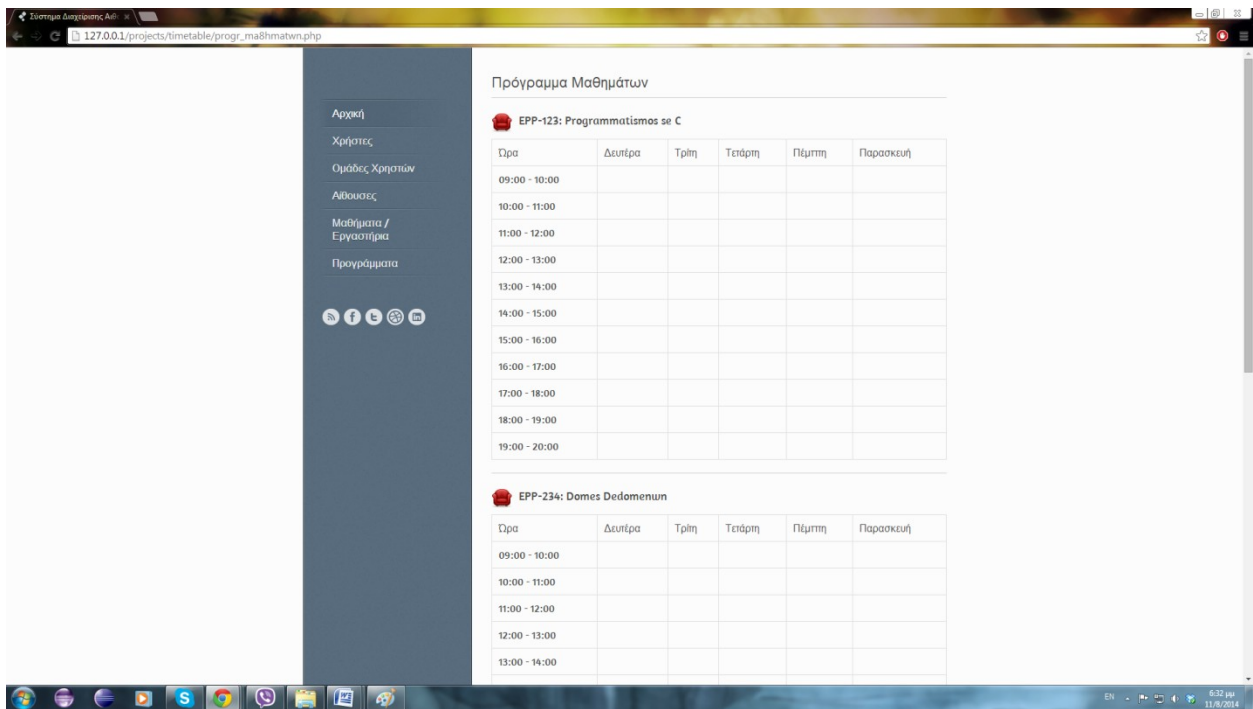 Σύστημα Διαχείρισης Αιθ
127.0.0.1/projects/timetable/progr_ma8hmatwn.php
Αρχική
Χρήστες
Ομάδες Χρηστών
Αίθουσες
Μαθήματα /
Εργαστήρια
Προγράμματα
Πρόγραμμα Μαθημάτων
EPP-123: Programmatismos se C
Ώρα Δευτέρα Τρίτη Τετάρτη Πέμπτη Παρασκευή
09:00 - 10:00
10:00 - 11:00
11:00 - 12:00
12:00 - 13:00
13:00 - 14:00
14:00 - 15:00
15:00 - 16:00
16:00 - 17:00
17:00 - 18:00
18:00 - 19:00
19:00 - 20:00
EPP-234: Domes Dedomenwn
Ώρα Δευτέρα Τρίτη Τετάρτη Πέμπτη Παρασκευή
09:00 - 10:00
10:00 - 11:00
11:00 - 12:00
12:00 - 13:00
13:00 - 14:00
EN 6:32 μμ
11/8/2014